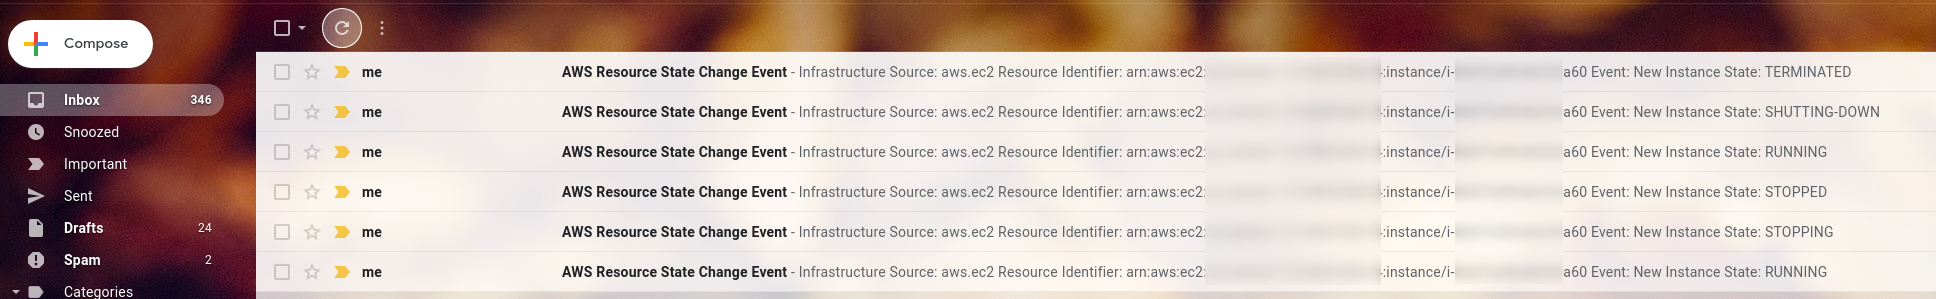 Compose
Inbox 346
Snoozed
Important
Sent
Drafts 24
Spam 2
Categories
me AWS Resource State Change Event - Infrastructure Source: aws.ec2 Resource Identifier: arn:aws:ec2: :instance/i- a60 Event: New Instance State: TERMINATED
me AWS Resource State Change Event - Infrastructure Source: aws.ec2 Resource Identifier: arn:aws:ec2: :instance/i- a60 Event: New Instance State: SHUTTING-DOWN
me AWS Resource State Change Event - Infrastructure Source: aws.ec2 Resource Identifier: arn:aws:ec2: :instance/i- a60 Event: New Instance State: RUNNING
me AWS Resource State Change Event - Infrastructure Source: aws.ec2 Resource Identifier: arn:aws:ec2: :instance/i- a60 Event: New Instance State: STOPPED
me AWS Resource State Change Event - Infrastructure Source: aws.ec2 Resource Identifier: arn:aws:ec2: :instance/i- a60 Event: New Instance State: STOPPING
me AWS Resource State Change Event - Infrastructure Source: aws.ec2 Resource Identifier: arn:aws:ec2: :instance/i- a60 Event: New Instance State: RUNNING